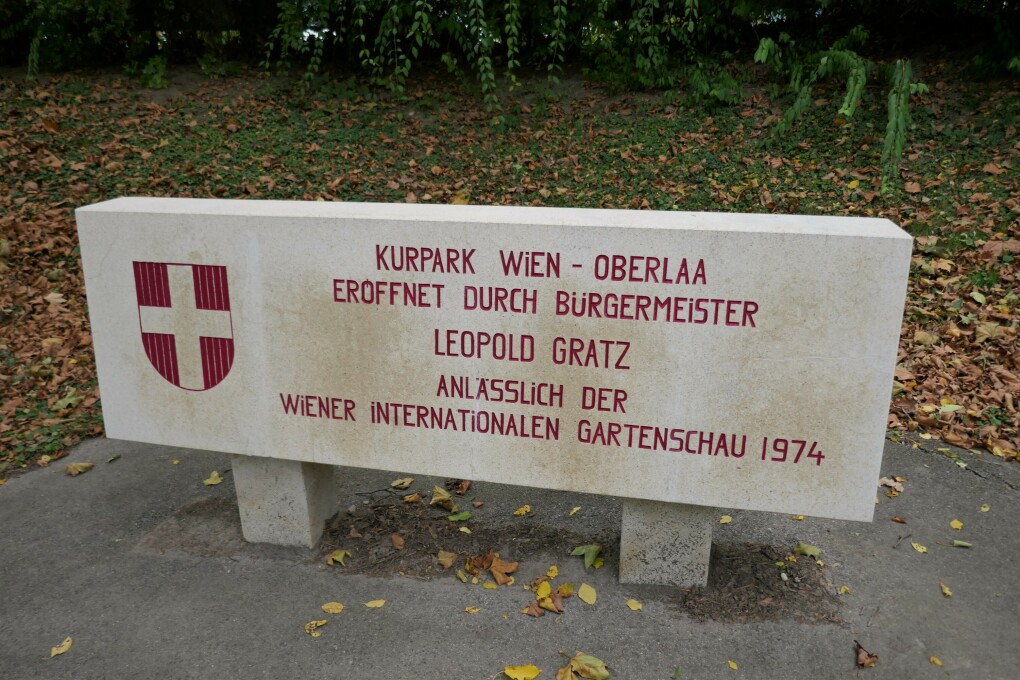 KURPARK WiEN - OBERLAA
ERÖFFNET DURCH BÜRGERMEiSTER
LEOPOLD GRATZ
ANLÄSSLiCH DER
WiENER iNTERNATiONALEN GARTENSCHAU 1974